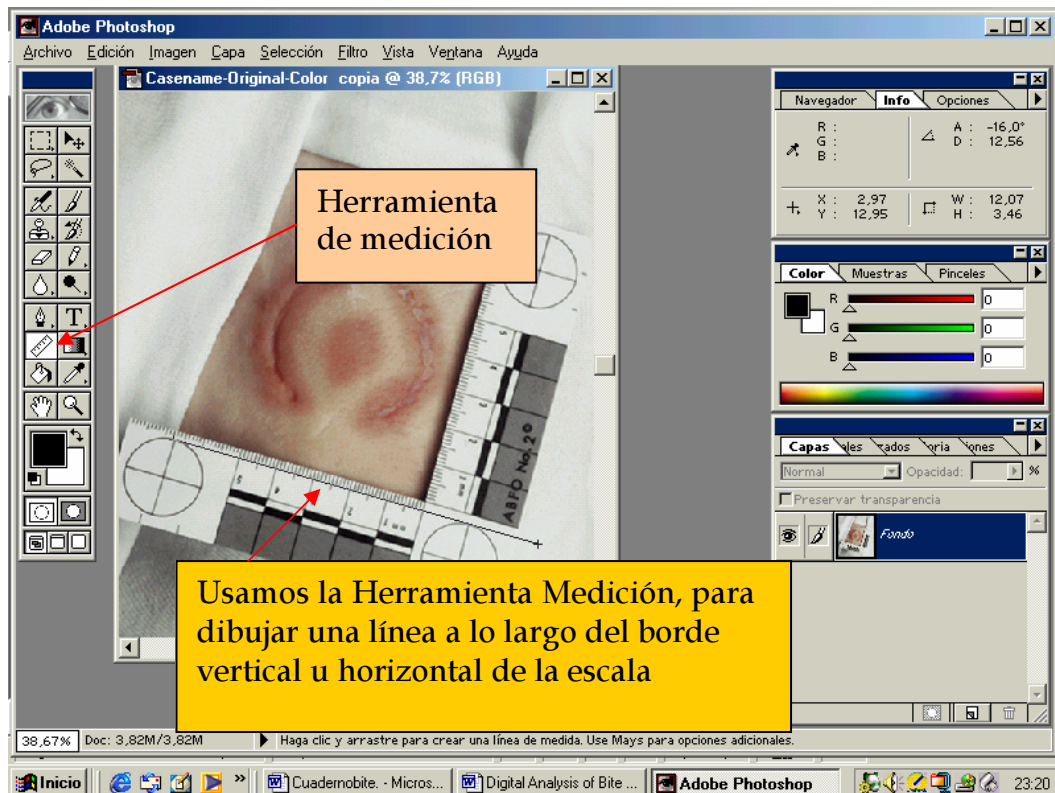 Adobe Photoshop
Archivo Edición Imagen Capa Selección Filtro Vista Ventana Ayuda
Casename-Original-Color copia @ 38,7% (RGB)
Herramienta
de medición
ABFO No.2
Usamos la Herramienta Medición, para
dibujar una línea a lo largo del borde
vertical u horizontal de la escala
Navegador Info Opciones
R :
G :
B :
A : -16,0°
D : 12,56
X : 2,97
Y : 12,95
W : 12,07
H : 3,46
Color Muestras Pinceles
R 0
G 0
B 0
Capas ales zados oria iones
Normal Opacidad: %
Preservar transparencia
Fondo
38,67% Doc: 3,82M/3,82M Haga clic y arrastre para crear una línea de medida. Use Mays para opciones adicionales.
Inicio » Cuadernobite. - Micros... Digital Analysis of Bite ... Adobe Photoshop 23:20